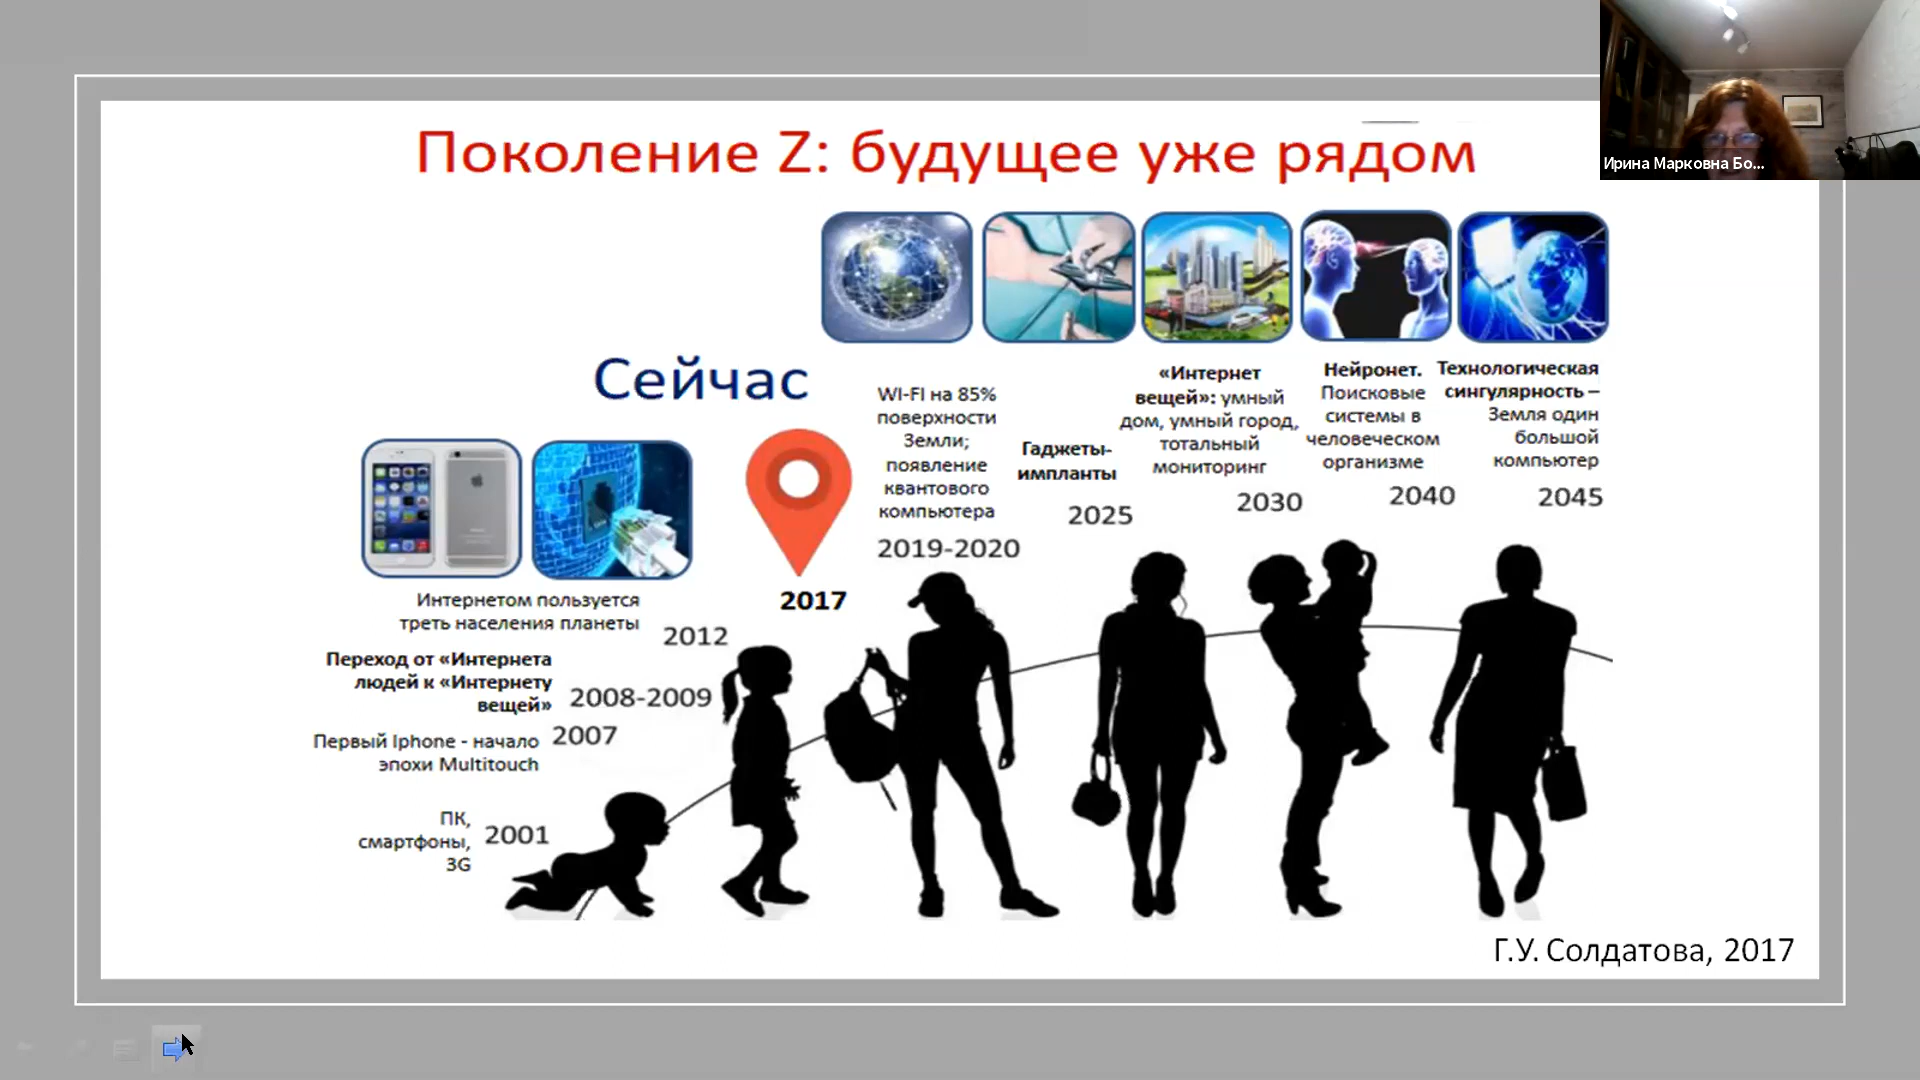 Поколение Z: будущее уже рядом
Ирина Марковна Бо...
Сейчас
WI-FI на 85%
поверхности
Земли;
появление
квантового
компьютера
2019-2020
Гаджеты-
импланты
2025
«Интернет
вещей»: умный
дом, умный город,
тотальный
мониторинг
2030
Нейронет.
Поисковые
системы в
человеческом
организме
2040
Технологическая
сингулярность –
Земля один
большой
компьютер
2045
2017
Интернетом пользуется
треть населения планеты
2012
Переход от «Интернета
людей к «Интернету
вещей»
2008-2009
Первый Iphone - начало
эпохи Multitouch
2007
ПК,
смартфоны,
3G
2001
Г.У. Солдатова, 2017